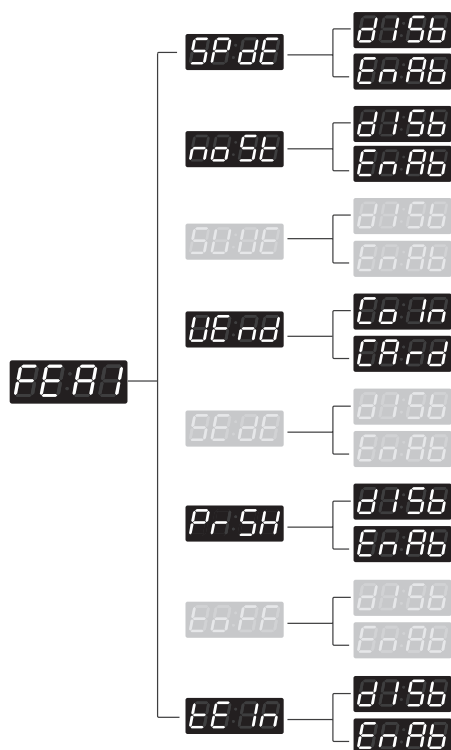 FEA1
SPdE
dISb
EnAb
noSt
dISb
EnAb
SUUE
dISb
EnAb
UEnd
CoIn
CArd
SEdE
dISb
EnAb
PrSH
dISb
EnAb
toFF
dISb
EnAb
tEIn
dISb
EnAb